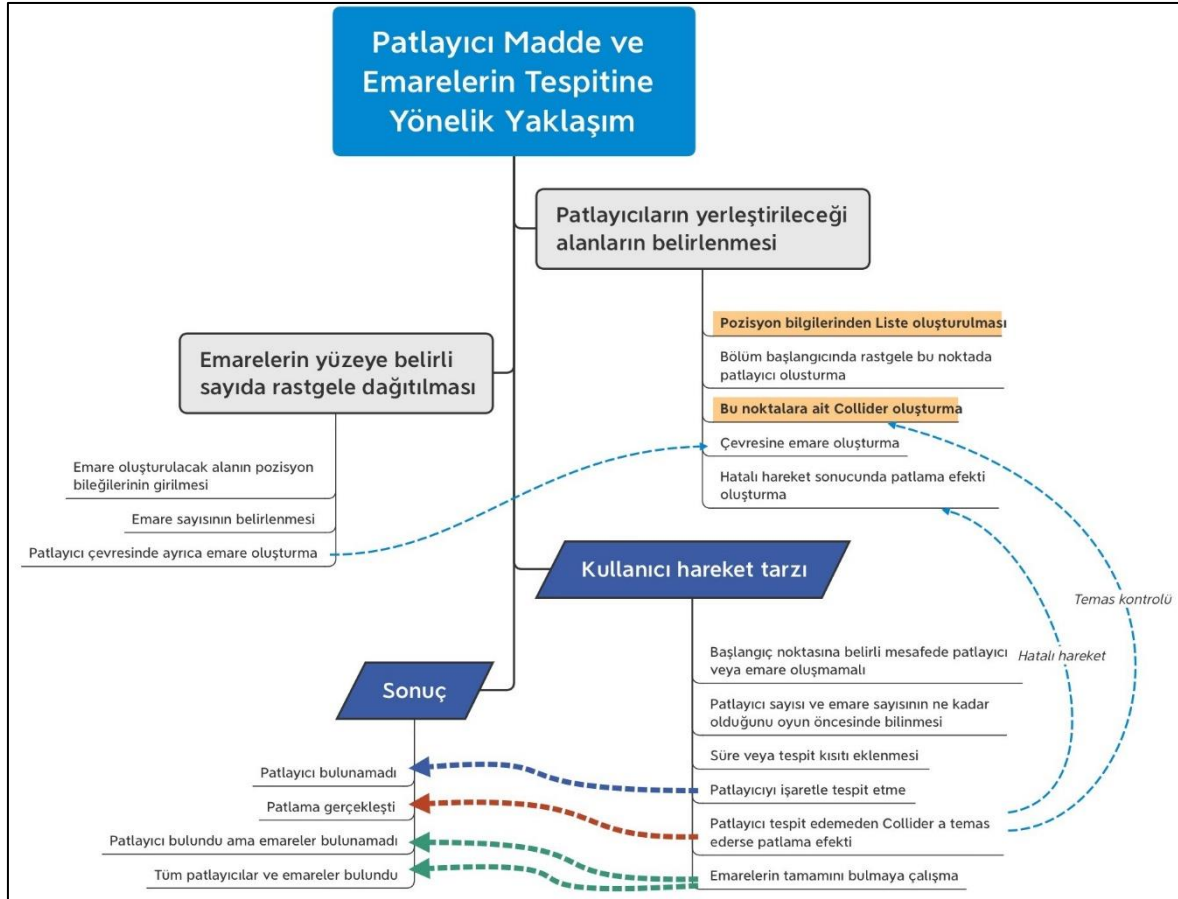 Patlayıcı Madde ve
Emarelerin Tespitine
Yönelik Yaklaşım
Patlayıcıların yerleştirileceği
alanların belirlenmesi
Pozisyon bilgilerinden Liste oluşturulması
Bölüm başlangıcında rastgele bu noktada
patlayıcı olusturma
Bu noktalara ait Collider oluşturma
Çevresine emare oluşturma
Hatalı hareket sonucunda patlama efekti
oluşturma
Emarelerin yüzeye belirli
sayıda rastgele dağıtılması
Emare oluşturulacak alanın pozisyon
bileğilerinin girilmesi
Emare sayısının belirlenmesi
Patlayıcı çevresinde ayrıca emare oluşturma
Kullanıcı hareket tarzı
Temas kontrolü
Hatalı hareket
Başlangıç noktasına belirli mesafede patlayıcı
veya emare oluşmamalı
Patlayıcı sayısı ve emare sayısının ne kadar
olduğunu oyun öncesinde bilinmesi
Süre veya tespit kısıtı eklenmesi
Patlayıcıyı işaretle tespit etme
Patlayıcı tespit edemeden Collider a temas
ederse patlama efekti
Emarelerin tamamını bulmaya çalışma
Sonuç
Patlayıcı bulunamadı
Patlama gerçekleşti
Patlayıcı bulundu ama emareler bulunamadı
Tüm patlayıcılar ve emareler bulundu